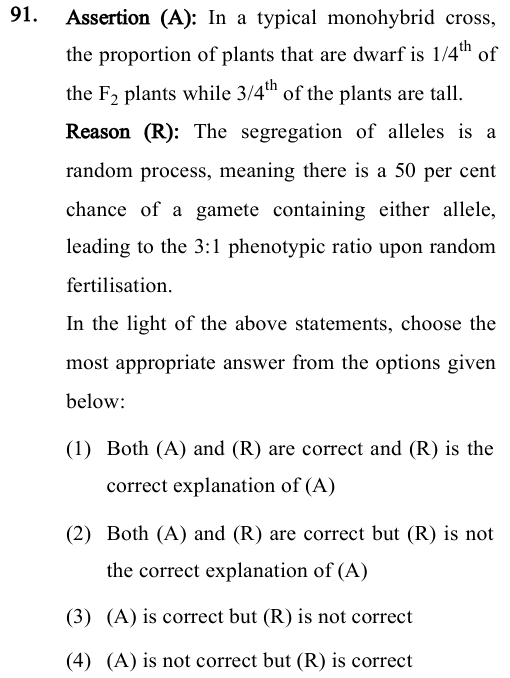 91. Assertion (A): In a typical monohybrid cross,
the proportion of plants that are dwarf is 1/4th of
the F2 plants while 3/4th of the plants are tall.
Reason (R): The segregation of alleles is a
random process, meaning there is a 50 per cent
chance of a gamete containing either allele,
leading to the 3:1 phenotypic ratio upon random
fertilisation.
In the light of the above statements, choose the
most appropriate answer from the options given
below:
(1) Both (A) and (R) are correct and (R) is the
correct explanation of (A)
(2) Both (A) and (R) are correct but (R) is not
the correct explanation of (A)
(3) (A) is correct but (R) is not correct
(4) (A) is not correct but (R) is correct